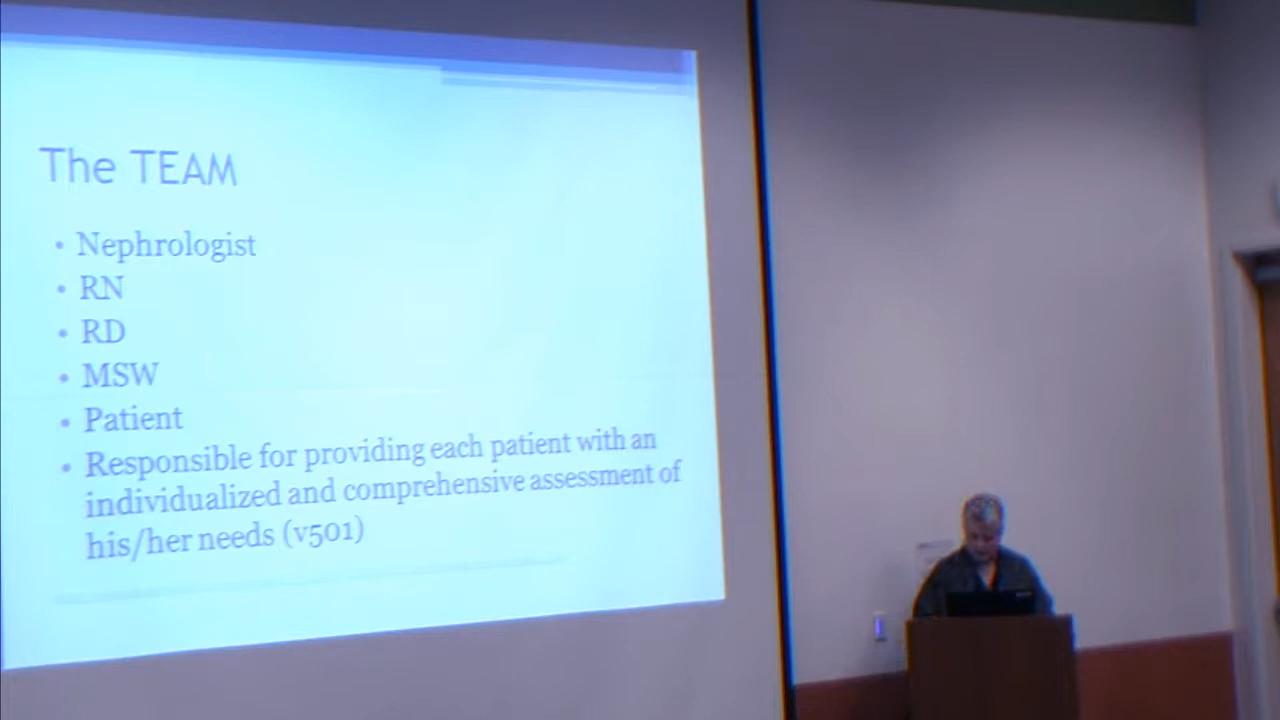 The TEAM
• Nephrologist
• RN
• RD
• MSW
• Patient
• Responsible for providing each patient with an
individualized and comprehensive assessment of
his/her needs (v501)